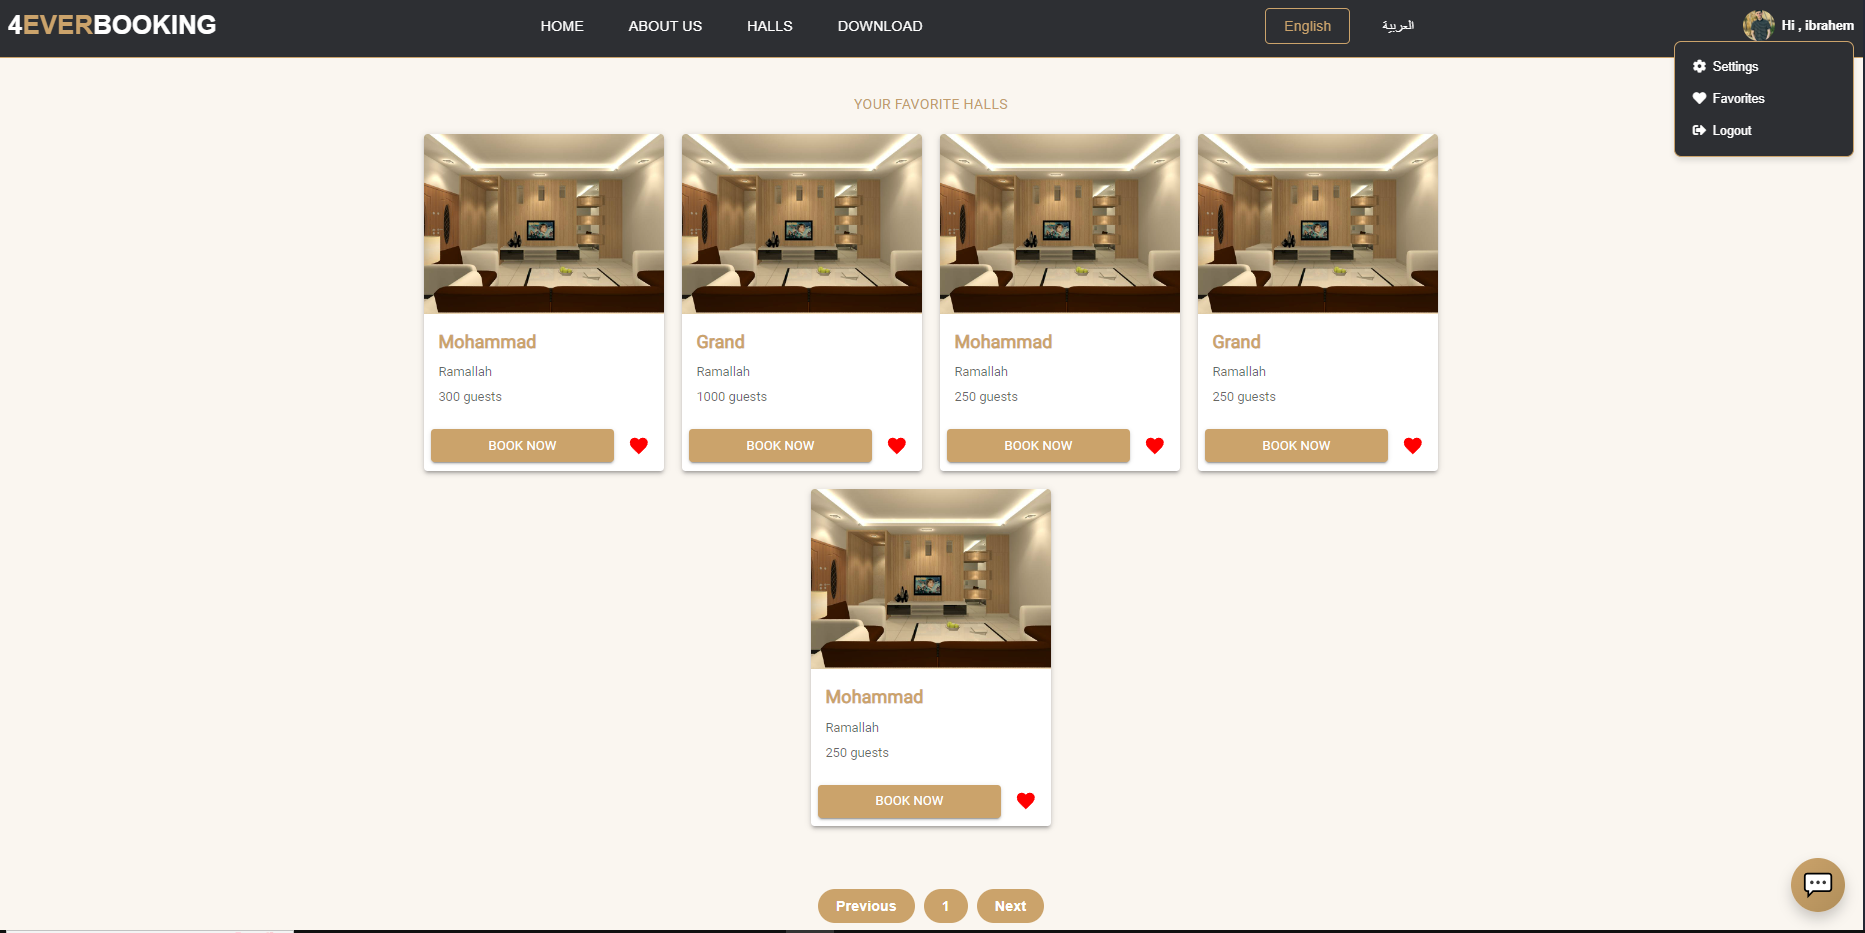 4EVERBOOKING
HOME
ABOUT US
HALLS
DOWNLOAD
English
العربية
Hi , ibrahem
Settings
Favorites
Logout
YOUR FAVORITE HALLS
Mohammad
Ramallah
300 guests
BOOK NOW
Grand
Ramallah
1000 guests
BOOK NOW
Mohammad
Ramallah
250 guests
BOOK NOW
Grand
Ramallah
250 guests
BOOK NOW
Mohammad
Ramallah
250 guests
BOOK NOW
Previous
1
Next